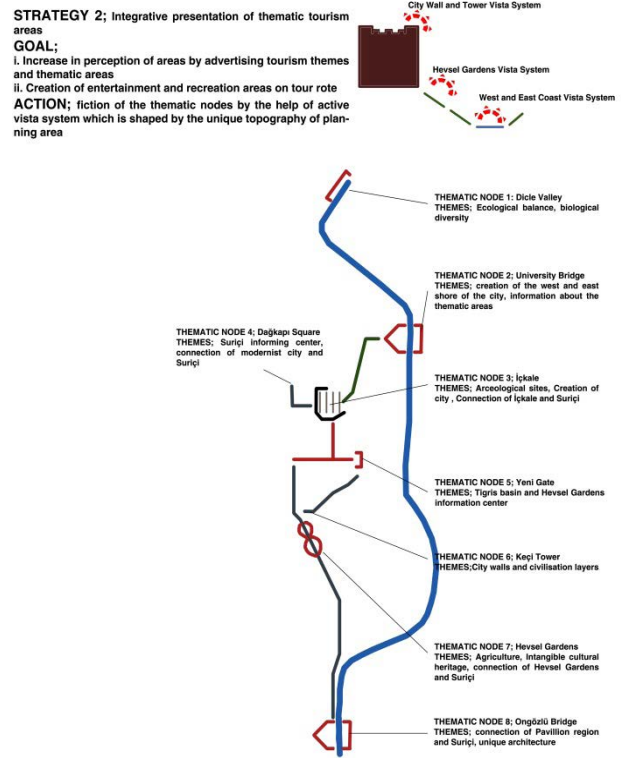 STRATEGY 2; Integrative presentation of thematic tourism
areas
GOAL;
i. Increase in perception of areas by advertising tourism themes
and thematic areas
ii. Creation of entertainment and recreation areas on tour rote
ACTION; fiction of the thematic nodes by the help of active
vista system which is shaped by the unique topography of plan-
ning area
City Wall and Tower Vista System
Hevsel Gardens Vista System
West and East Coast Vista System
THEMATIC NODE 1: Dicle Valley
THEMES; Ecological balance, biological
diversity
THEMATIC NODE 2; University Bridge
THEMES; creation of the west and east
shore of the city, information about the
thematic areas
THEMATIC NODE 4; Dağkapı Square
THEMES; Suriçi informing center,
connection of modernist city and
Suriçi
THEMATIC NODE 3; İçkale
THEMES; Arceological sites, Creation of
city , Connection of İçkale and Suriçi
THEMATIC NODE 5; Yeni Gate
THEMES; Tigris basin and Hevsel Gardens
information center
THEMATIC NODE 6; Keçi Tower
THEMES;City walls and civilisation layers
THEMATIC NODE 7; Hevsel Gardens
THEMES; Agriculture, Intangible cultural
heritage, connection of Hevsel Gardens
and Suriçi
THEMATIC NODE 8; Ongözlü Bridge
THEMES; connection of Pavillion region
and Suriçi, unique architecture